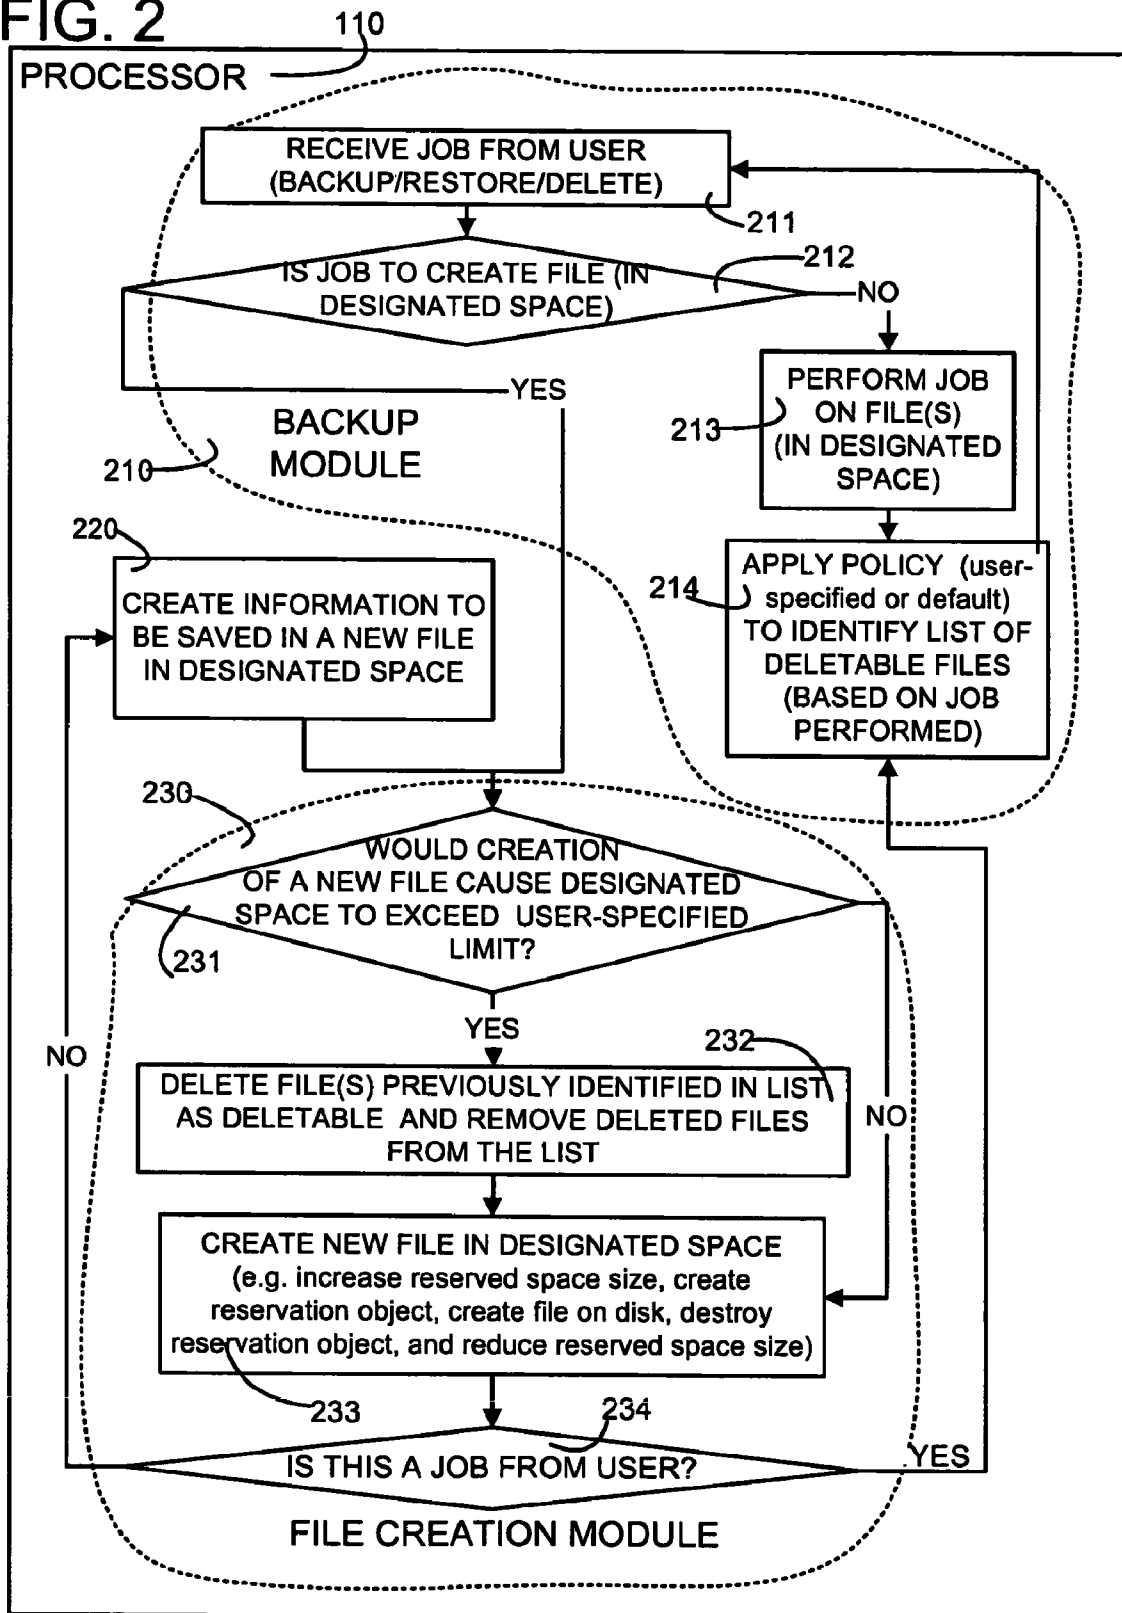 FIG. 2
110
PROCESSOR
RECEIVE JOB FROM USER
(BACKUP/RESTORE/DELETE)
211
IS JOB TO CREATE FILE (IN
DESIGNATED SPACE)
212
NO
YES
PERFORM JOB
ON FILE(S)
(IN DESIGNATED
SPACE)
213
BACKUP
MODULE
210
220
CREATE INFORMATION TO
BE SAVED IN A NEW FILE
IN DESIGNATED SPACE
APPLY POLICY (user-
specified or default)
TO IDENTIFY LIST OF
DELETABLE FILES
(BASED ON JOB
PERFORMED)
214
230
WOULD CREATION
OF A NEW FILE CAUSE DESIGNATED
SPACE TO EXCEED USER-SPECIFIED
LIMIT?
231
YES
232
NO
NO
DELETE FILE(S) PREVIOUSLY IDENTIFIED IN LIST
AS DELETABLE AND REMOVE DELETED FILES
FROM THE LIST
CREATE NEW FILE IN DESIGNATED SPACE
(e.g. increase reserved space size, create
reservation object, create file on disk, destroy
reservation object, and reduce reserved space size)
233
234
IS THIS A JOB FROM USER?
YES
FILE CREATION MODULE